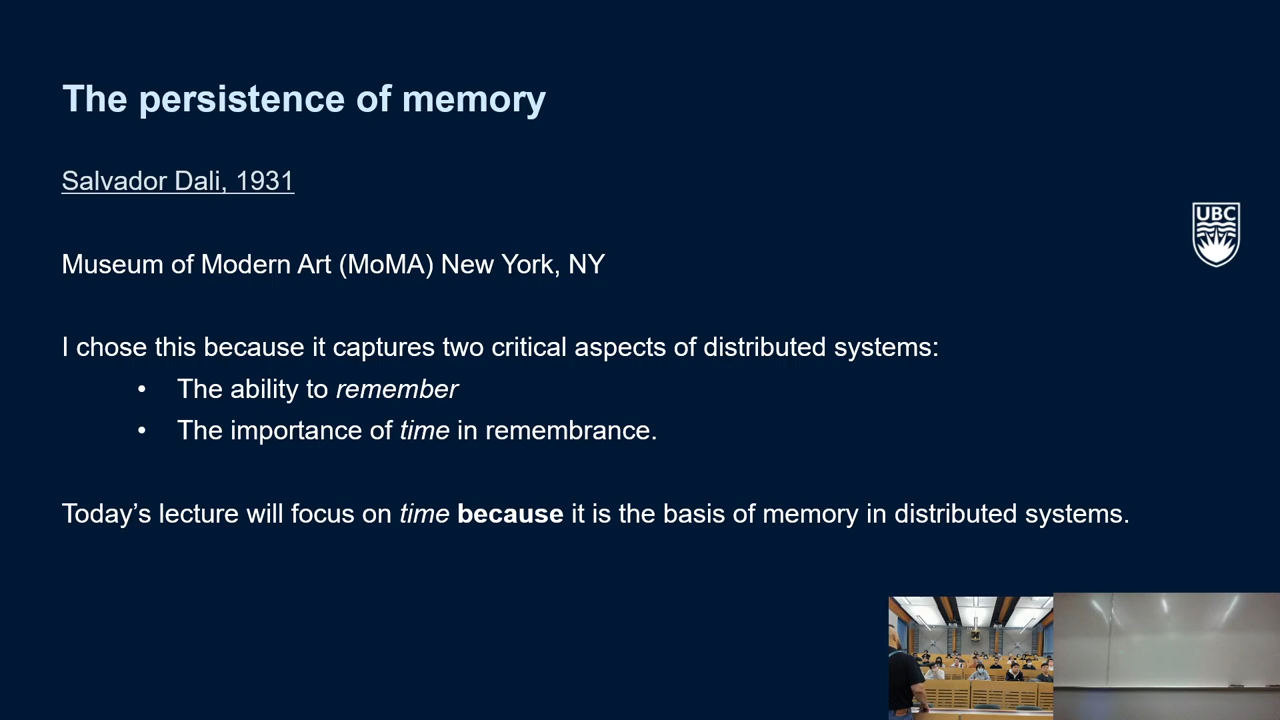 The persistence of memory
Salvador Dali, 1931
UBC
Museum of Modern Art (MoMA) New York, NY
I chose this because it captures two critical aspects of distributed systems:
• The ability to remember
• The importance of time in remembrance.
Today’s lecture will focus on time because it is the basis of memory in distributed systems.